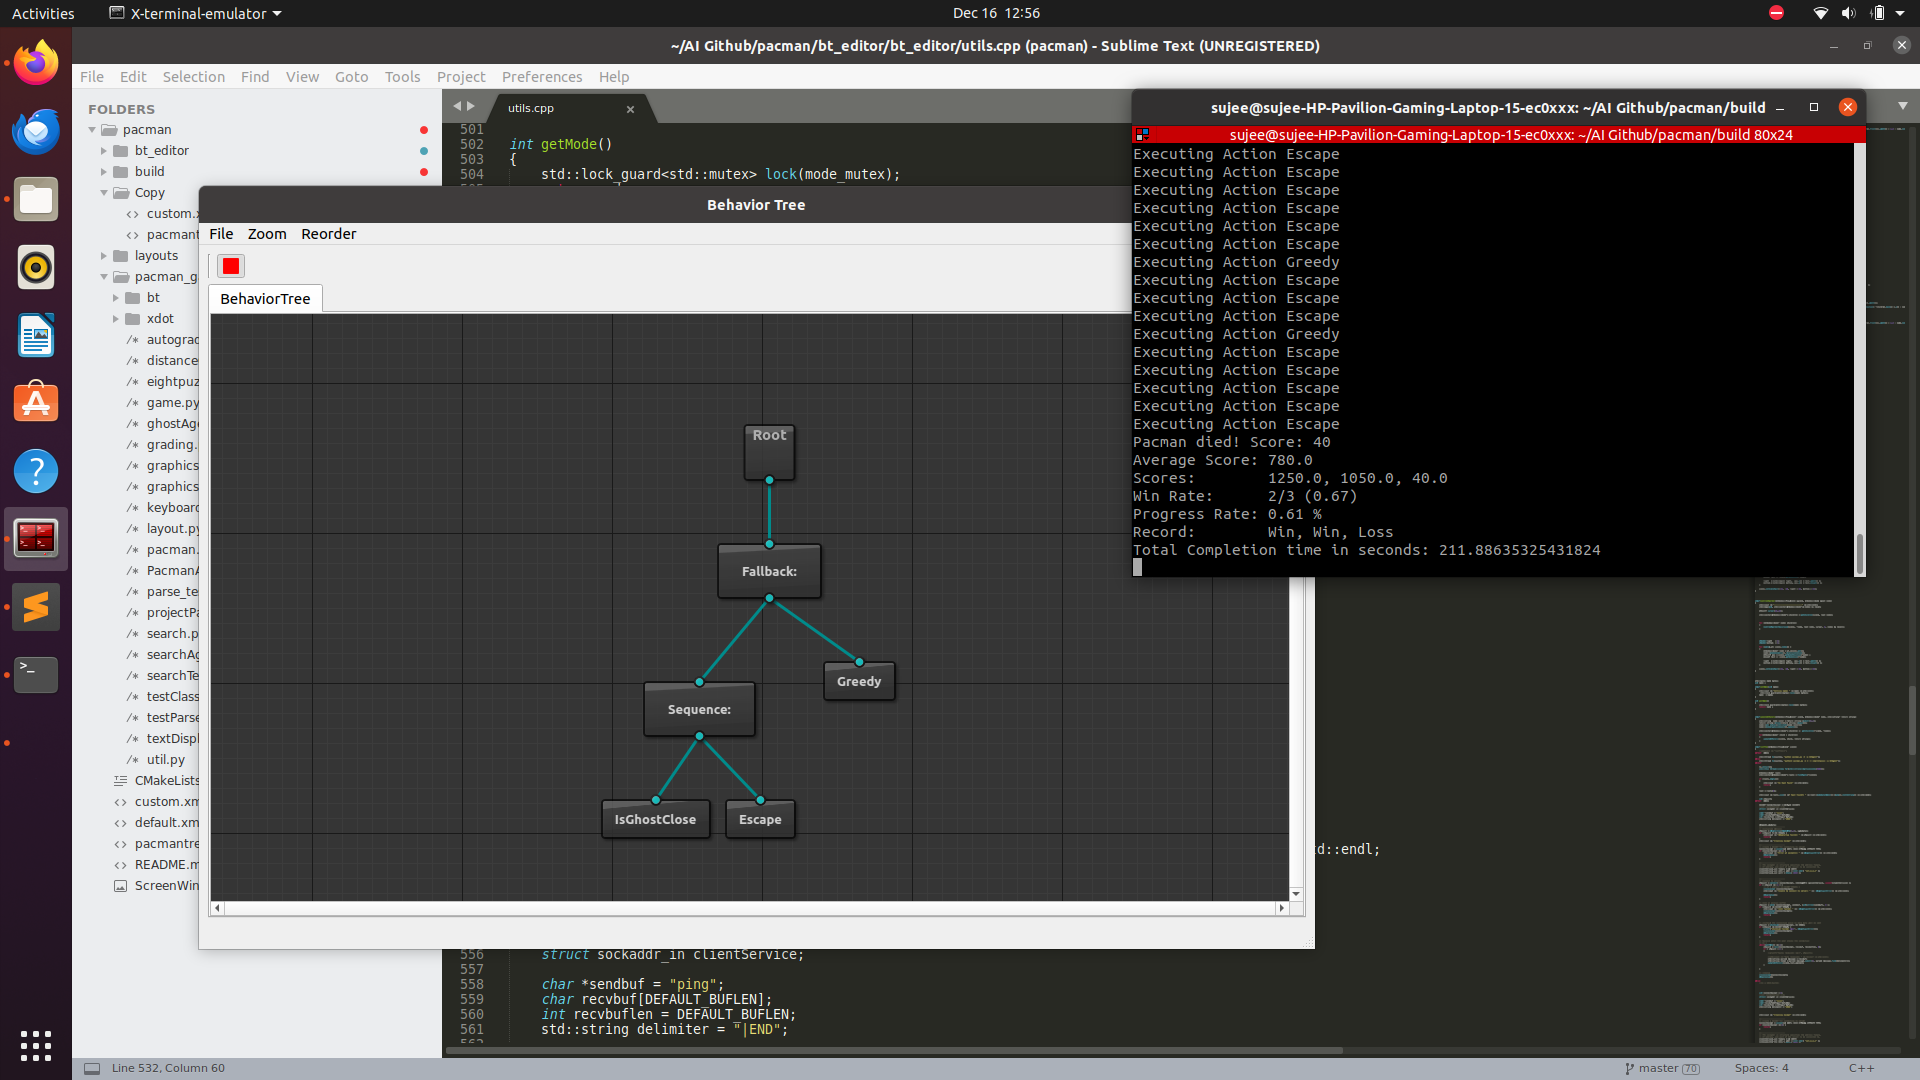 Activities
X-terminal-emulator
Dec 16 12:56
~/AI Github/pacman/bt_editor/bt_editor/utils.cpp (pacman) - Sublime Text (UNREGISTERED)
File Edit Selection Find View Goto Tools Project Preferences Help
FOLDERS
pacman
bt_editor
build
Copy
custom.x
pacmant
layouts
pacman_g
bt
xdot
autograd
distance
eightpuz
game.py
ghostAge
grading.
graphics
graphics
keyboard
layout.py
pacman.
PacmanA
parse_te
projectPa
search.p
searchAg
searchTe
testClass
testParse
textDispl
util.py
CMakeLists
custom.xm
default.xm
pacmantre
README.m
ScreenWin
utils.cpp
501
502 int getMode()
503 {
504 std::lock_guard<std::mutex> lock(mode_mutex);
Behavior Tree
File Zoom Reorder
BehaviorTree
Root
Fallback:
Greedy
Sequence:
IsGhostClose
Escape
sujee@sujee-HP-Pavilion-Gaming-Laptop-15-ec0xxx: ~/AI Github/pacman/build
sujee@sujee-HP-Pavilion-Gaming-Laptop-15-ec0xxx: ~/AI Github/pacman/build 80x24
Executing Action Escape
Executing Action Escape
Executing Action Escape
Executing Action Escape
Executing Action Escape
Executing Action Escape
Executing Action Greedy
Executing Action Escape
Executing Action Escape
Executing Action Escape
Executing Action Greedy
Executing Action Escape
Executing Action Escape
Executing Action Escape
Executing Action Escape
Executing Action Escape
Pacman died! Score: 40
Average Score: 780.0
Scores: 1250.0, 1050.0, 40.0
Win Rate: 2/3 (0.67)
Progress Rate: 0.61 %
Record: Win, Win, Loss
Total Completion time in seconds: 211.88635325431824
d::endl;
556 struct sockaddr_in clientService;
557
558 char *sendbuf = "ping";
559 char recvbuf[DEFAULT_BUFLEN];
560 int recvbuflen = DEFAULT_BUFLEN;
561 std::string delimiter = "|END";
Line 532, Column 60
master 70
Spaces: 4
C++